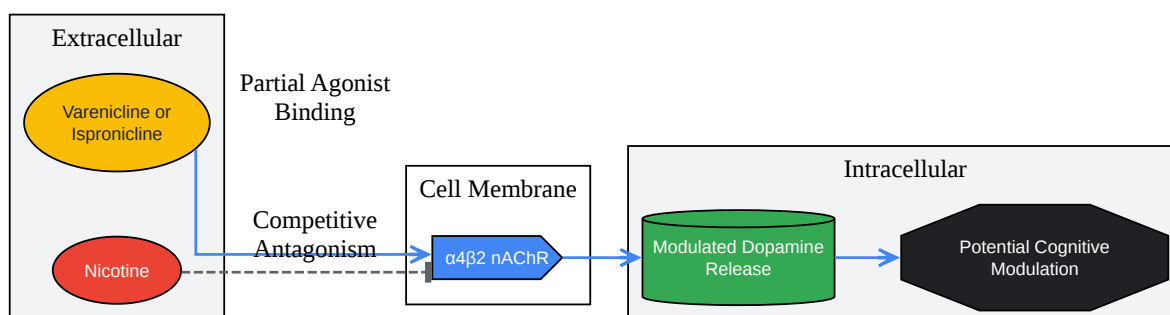 Extracellular
Varenicline or
Ispronicline
Nicotine
Partial Agonist
Binding
Competitive
Antagonism
Cell Membrane
α4β2 nAChR
Intracellular
Modulated Dopamine
Release
Potential Cognitive
Modulation